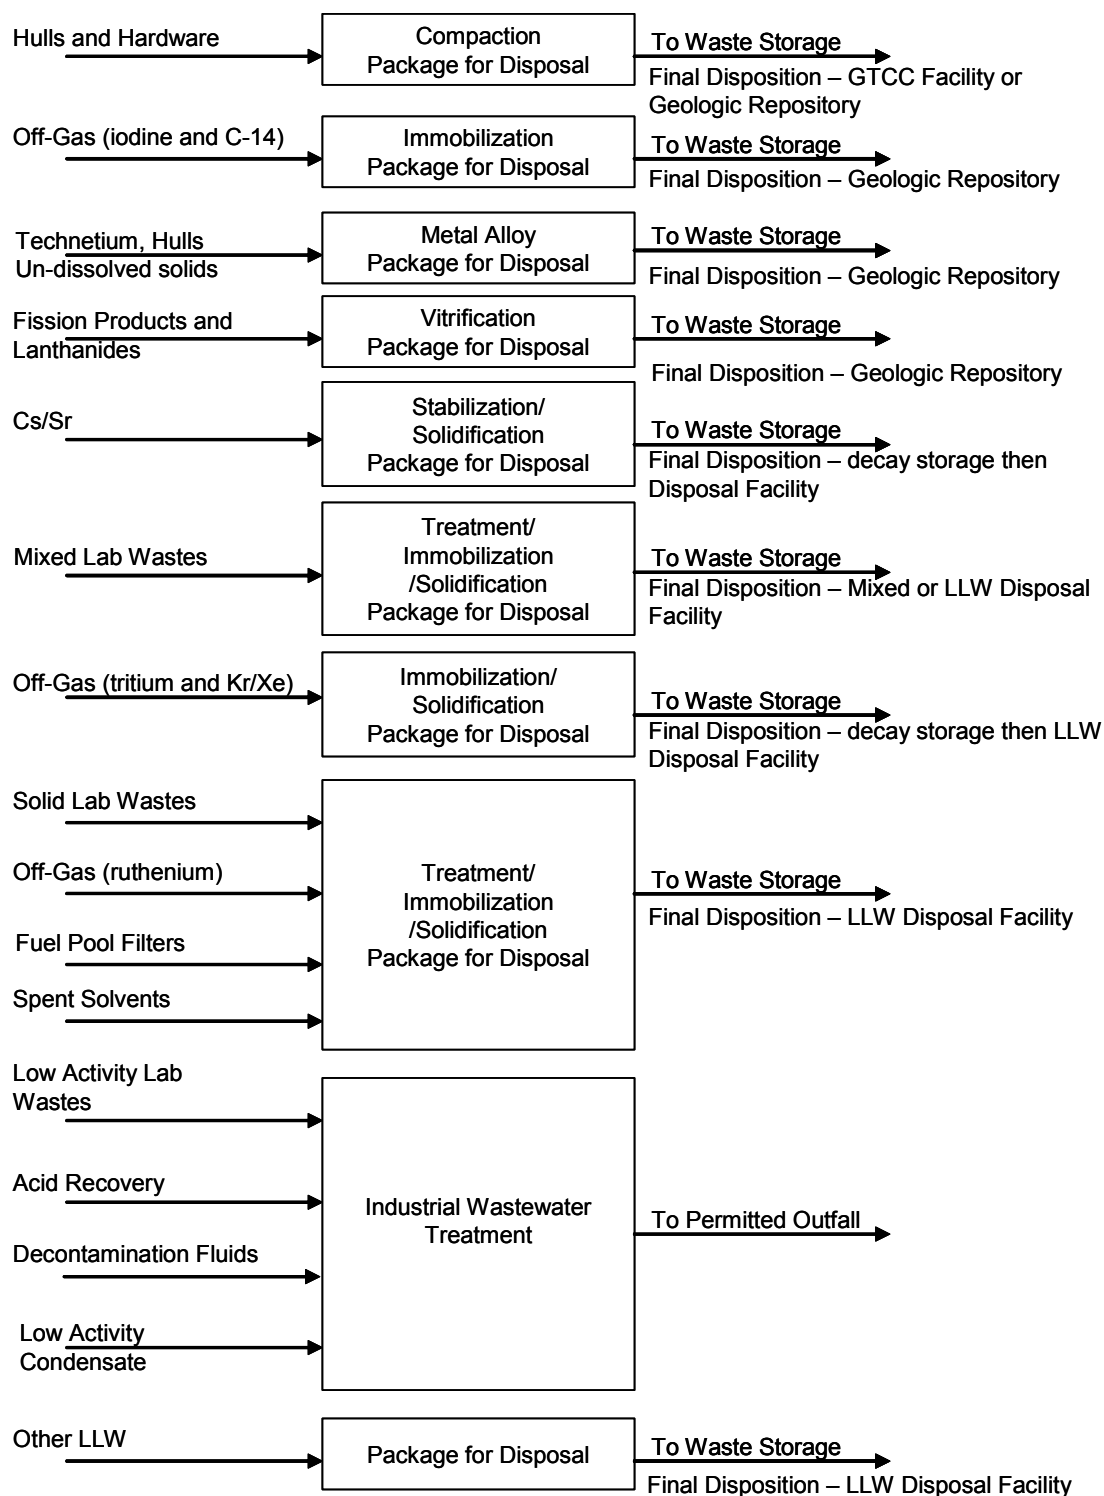 Hulls and Hardware
Compaction
Package for Disposal
To Waste Storage
Final Disposition – GTCC Facility or
Geologic Repository
Off-Gas (iodine and C-14)
Immobilization
Package for Disposal
To Waste Storage
Final Disposition – Geologic Repository
Technetium, Hulls
Un-dissolved solids
Metal Alloy
Package for Disposal
To Waste Storage
Final Disposition – Geologic Repository
Fission Products and
Lanthanides
Vitrification
Package for Disposal
To Waste Storage
Final Disposition – Geologic Repository
Cs/Sr
Stabilization/
Solidification
Package for Disposal
To Waste Storage
Final Disposition – decay storage then
Disposal Facility
Mixed Lab Wastes
Treatment/
Immobilization
/Solidification
Package for Disposal
To Waste Storage
Final Disposition – Mixed or LLW Disposal
Facility
Off-Gas (tritium and Kr/Xe)
Immobilization/
Solidification
Package for Disposal
To Waste Storage
Final Disposition – decay storage then LLW
Disposal Facility
Solid Lab Wastes
Off-Gas (ruthenium)
Fuel Pool Filters
Spent Solvents
Treatment/
Immobilization
/Solidification
Package for Disposal
To Waste Storage
Final Disposition – LLW Disposal Facility
Low Activity Lab
Wastes
Acid Recovery
Decontamination Fluids
Low Activity
Condensate
Industrial Wastewater
Treatment
To Permitted Outfall
Other LLW
Package for Disposal
To Waste Storage
Final Disposition – LLW Disposal Facility